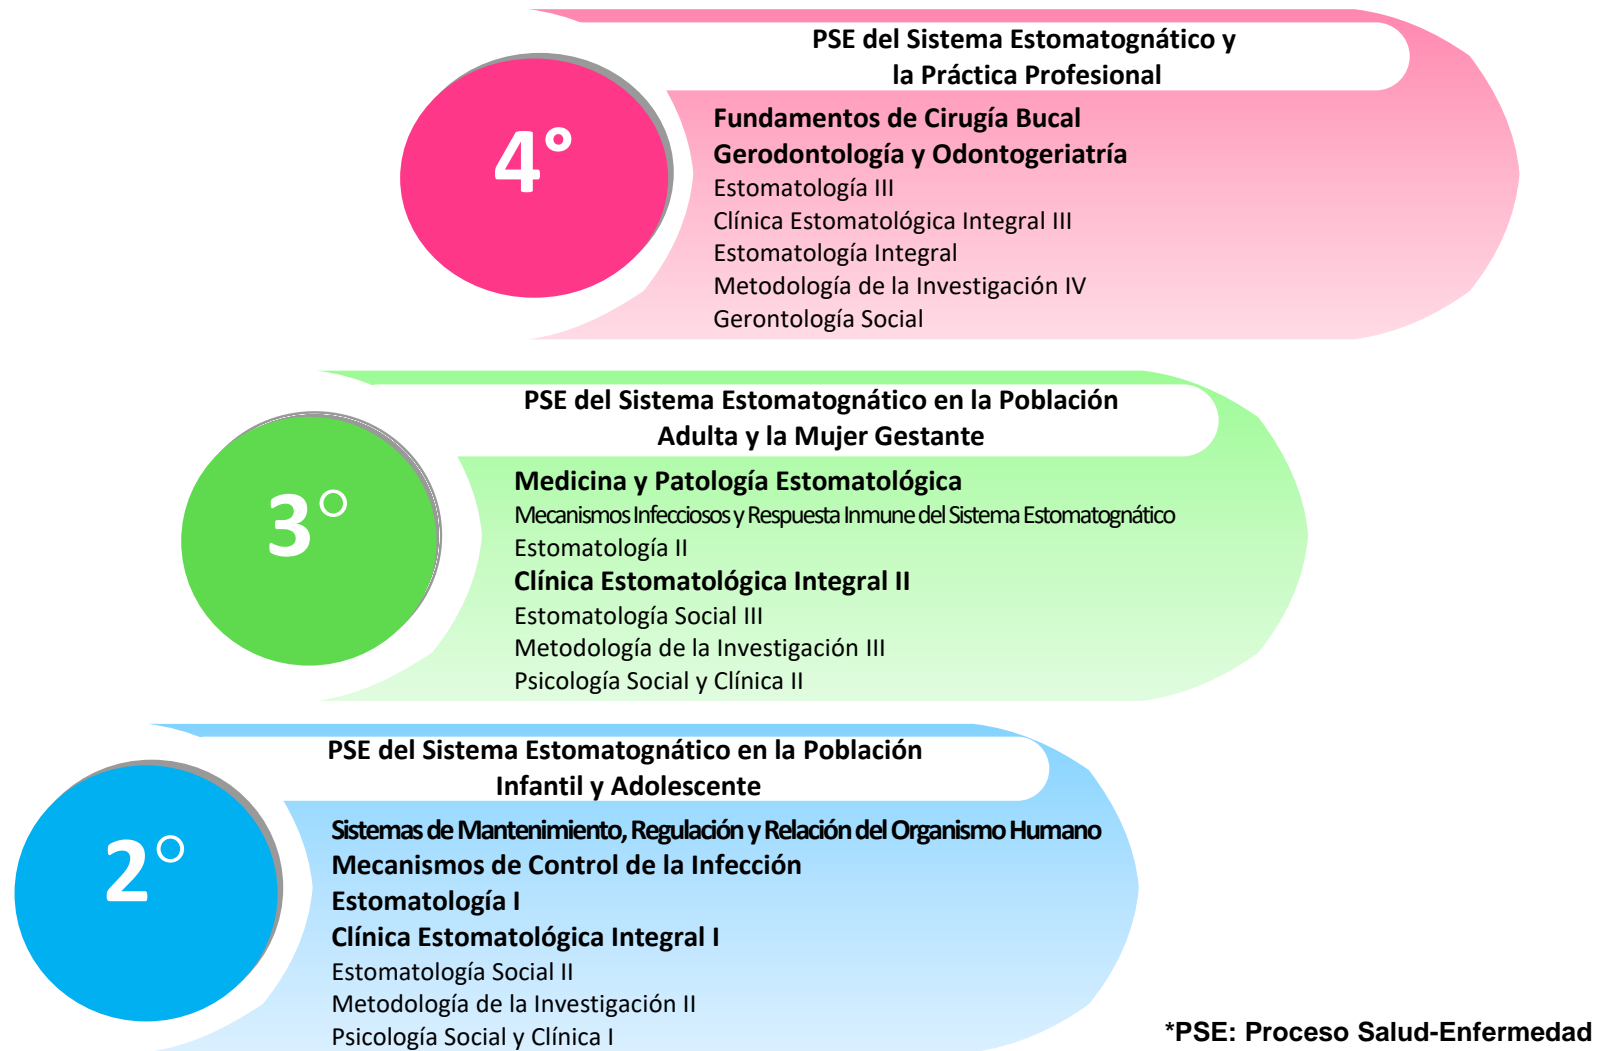 4°
PSE del Sistema Estomatognático y
la Práctica Profesional
Fundamentos de Cirugía Bucal
Gerodontología y Odontogeriatría
Estomatología III
Clínica Estomatológica Integral III
Estomatología Integral
Metodología de la Investigación IV
Gerontología Social
3°
PSE del Sistema Estomatognático en la Población
Adulta y la Mujer Gestante
Medicina y Patología Estomatológica
Mecanismos Infecciosos y Respuesta Inmune del Sistema Estomatognático
Estomatología II
Clínica Estomatológica Integral II
Estomatología Social III
Metodología de la Investigación III
Psicología Social y Clínica II
2°
PSE del Sistema Estomatognático en la Población
Infantil y Adolescente
Sistemas de Mantenimiento, Regulación y Relación del Organismo Humano
Mecanismos de Control de la Infección
Estomatología I
Clínica Estomatológica Integral I
Estomatología Social II
Metodología de la Investigación II
Psicología Social y Clínica I
*PSE: Proceso Salud-Enfermedad